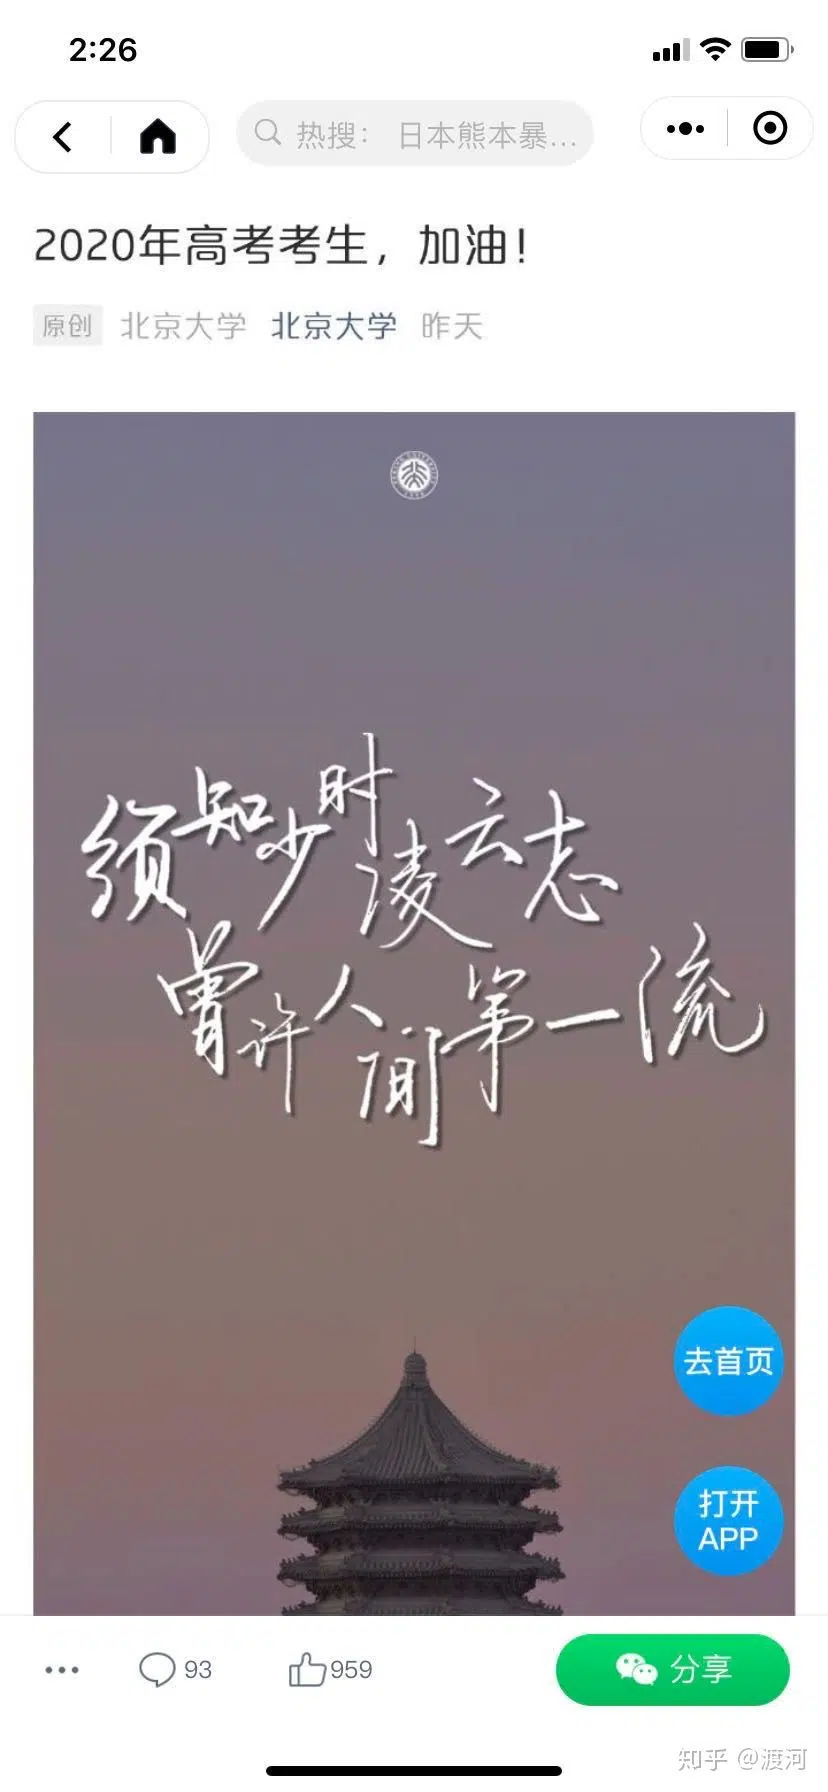 2:26
热搜： 日本熊本暴...
2020年高考考生，加油！
原创 北京大学 北京大学 昨天
须知少时凌云志
曾许人间第一流
去首页
打开
APP
93 959 分享
知乎 @渡河